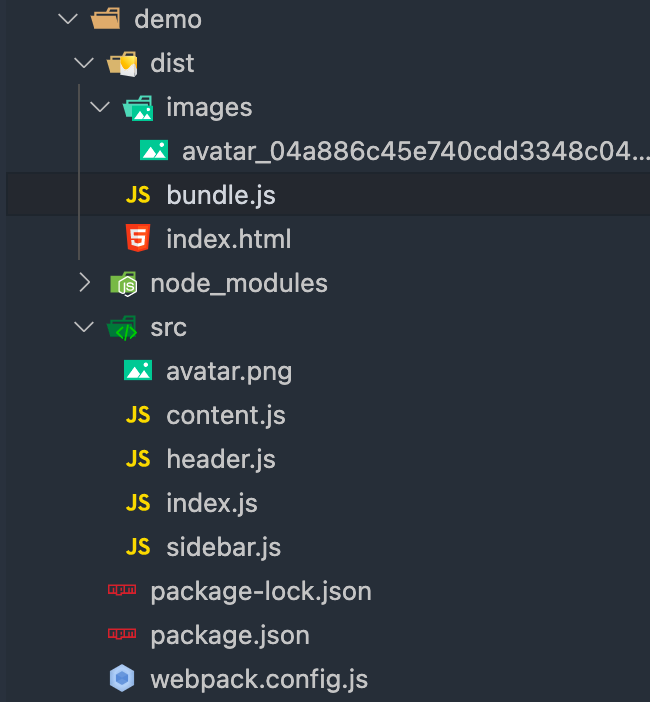 demo
dist
images
avatar_04a886c45e740cdd3348c04...
JS bundle.js
index.html
node_modules
src
avatar.png
JS content.js
JS header.js
JS index.js
JS sidebar.js
package-lock.json
package.json
webpack.config.js